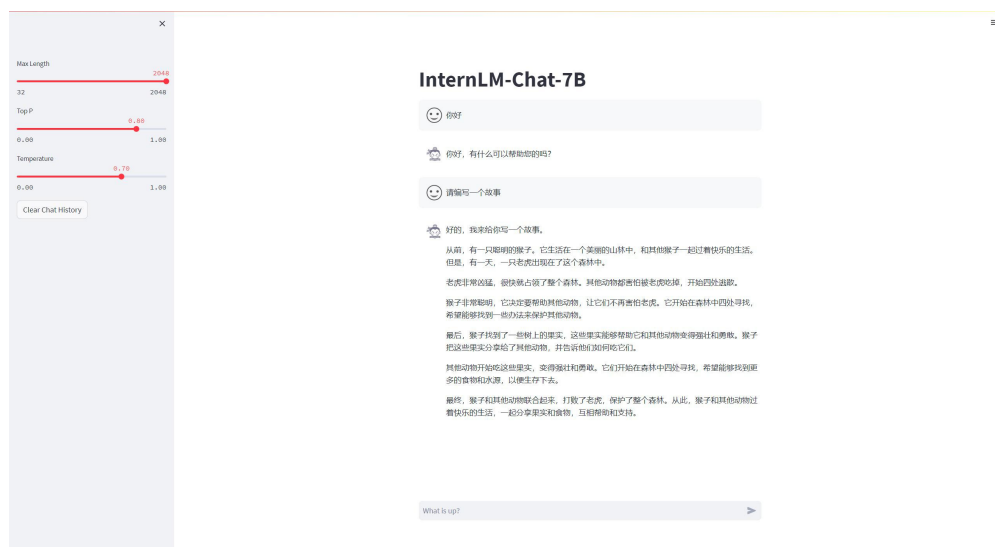 Max Length
2048
32 2048
Top P
0.80
0.00 1.00
Temperature
0.70
0.00 1.00
Clear Chat History
InternLM-Chat-7B
你好
你好，有什么可以帮助您的吗？
请编写一个故事
好的，我来给你写一个故事。
从前，有一只聪明的猴子。它生活在一个美丽的山林中，和其他猴子一起过着快乐的生活。
但是，有一天，一只老虎出现在了这个森林中。
老虎非常凶猛，很快就占领了整个森林。其他动物都害怕被老虎吃掉，开始四处逃散。
猴子非常聪明，它决定要帮助其他动物，让它们不再害怕老虎。它开始在森林中四处寻找，
希望能够找到一些办法来保护其他动物。
最后，猴子找到了一些树上的果实，这些果实能够帮助它和其他动物变得强壮和勇敢。猴子
把这些果实分享给了其他动物，并告诉他们如何吃它们。
其他动物开始吃这些果实，变得强壮和勇敢。它们开始在森林中四处寻找，希望能够找到更
多的食物和水源，以便生存下去。
最终，猴子和其他动物联合起来，打败了老虎，保护了整个森林。从此，猴子和其他动物过
着快乐的生活，一起分享果实和食物，互相帮助和支持。
What is up?